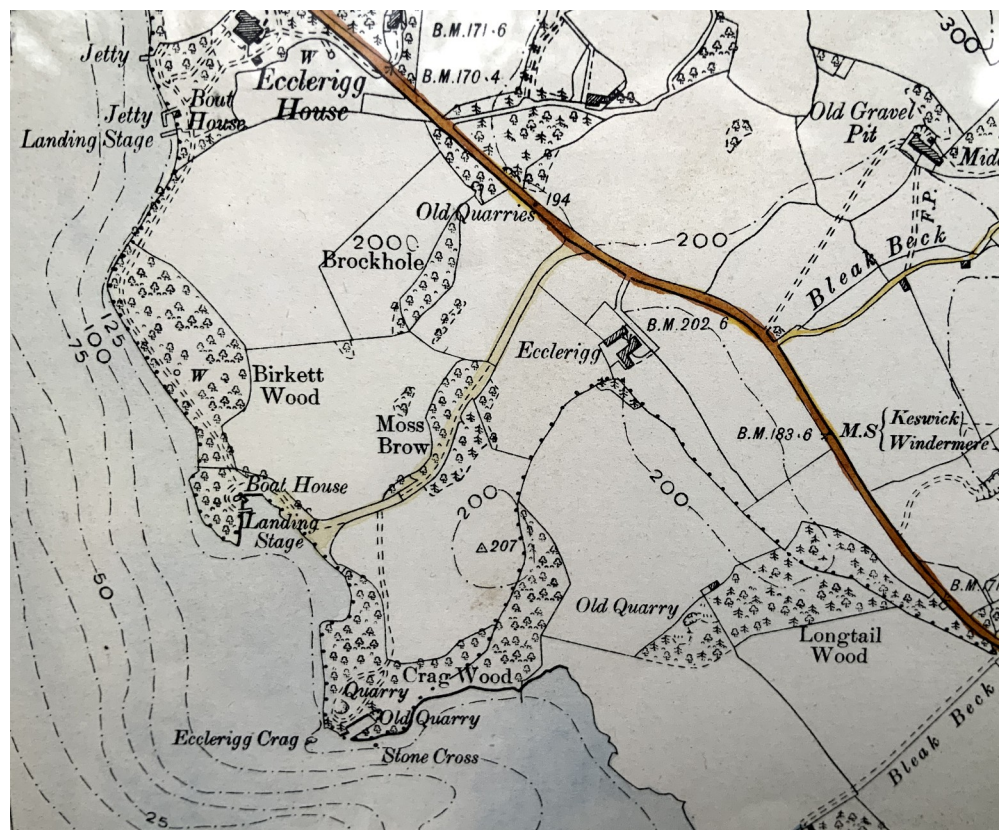 B.M.171·6
300
Jetty
W
Ecclerigg
House
B.M.170·4
Boat
House
Jetty
Landing Stage
Old Gravel
Pit
F.P.
194
Old Quarries
200
200
Brockhole
Bleak Beck
125
100
75
B.M.202 6
Ecclerigg
W
Birkett
Wood
Moss
Brow
B.M.183·6
M.S
Keswick
Windermere
Boat House
Landing
Stage
200
200
207
50
Old Quarry
B.M.
Longtail
Wood
Crag Wood
Quarry
Old Quarry
Ecclerigg Crag
Stone Cross
Bleak Beck
25